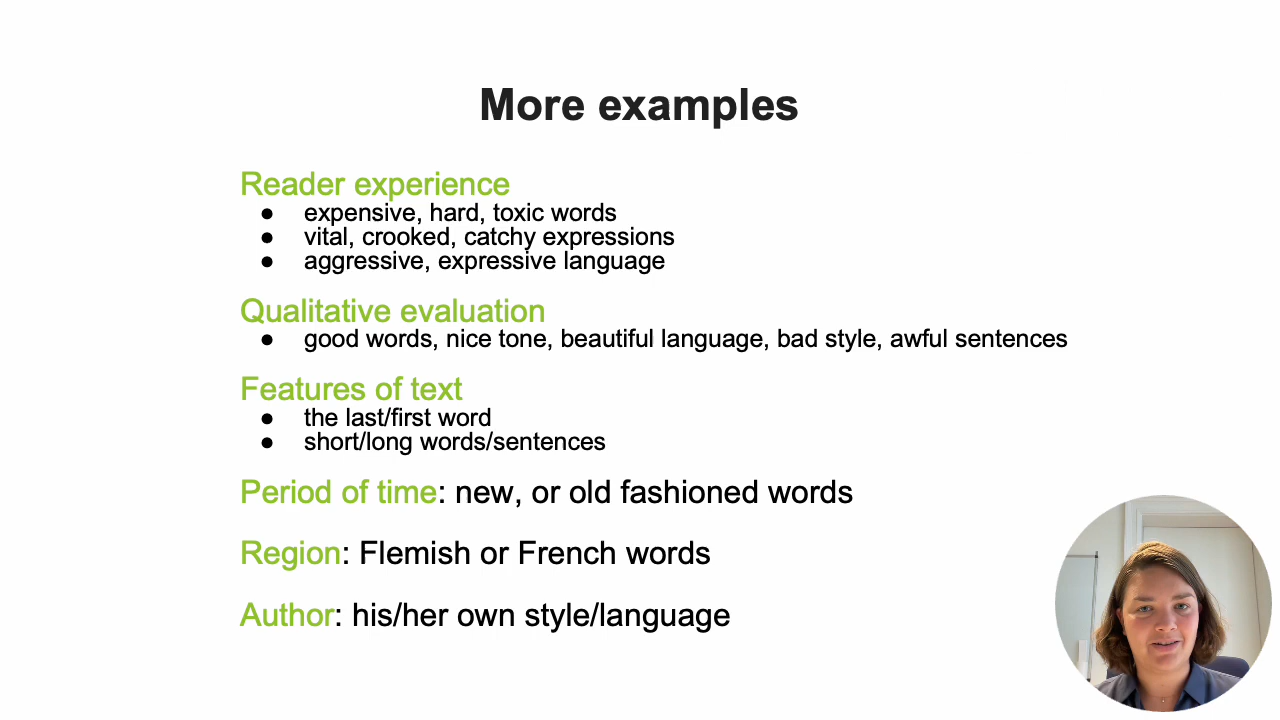 More examples
Reader experience
● expensive, hard, toxic words
● vital, crooked, catchy expressions
● aggressive, expressive language
Qualitative evaluation
● good words, nice tone, beautiful language, bad style, awful sentences
Features of text
● the last/first word
● short/long words/sentences
Period of time: new, or old fashioned words
Region: Flemish or French words
Author: his/her own style/language